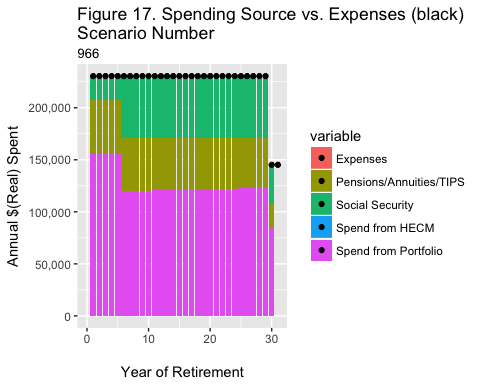 Figure 17. Spending Source vs. Expenses (black)
Scenario Number
966
Annual $(Real) Spent
200,000
150,000
100,000
50,000
0
0 10 20 30
Year of Retirement
variable
Expenses
Pensions/Annuities/TIPS
Social Security
Spend from HECM
Spend from Portfolio